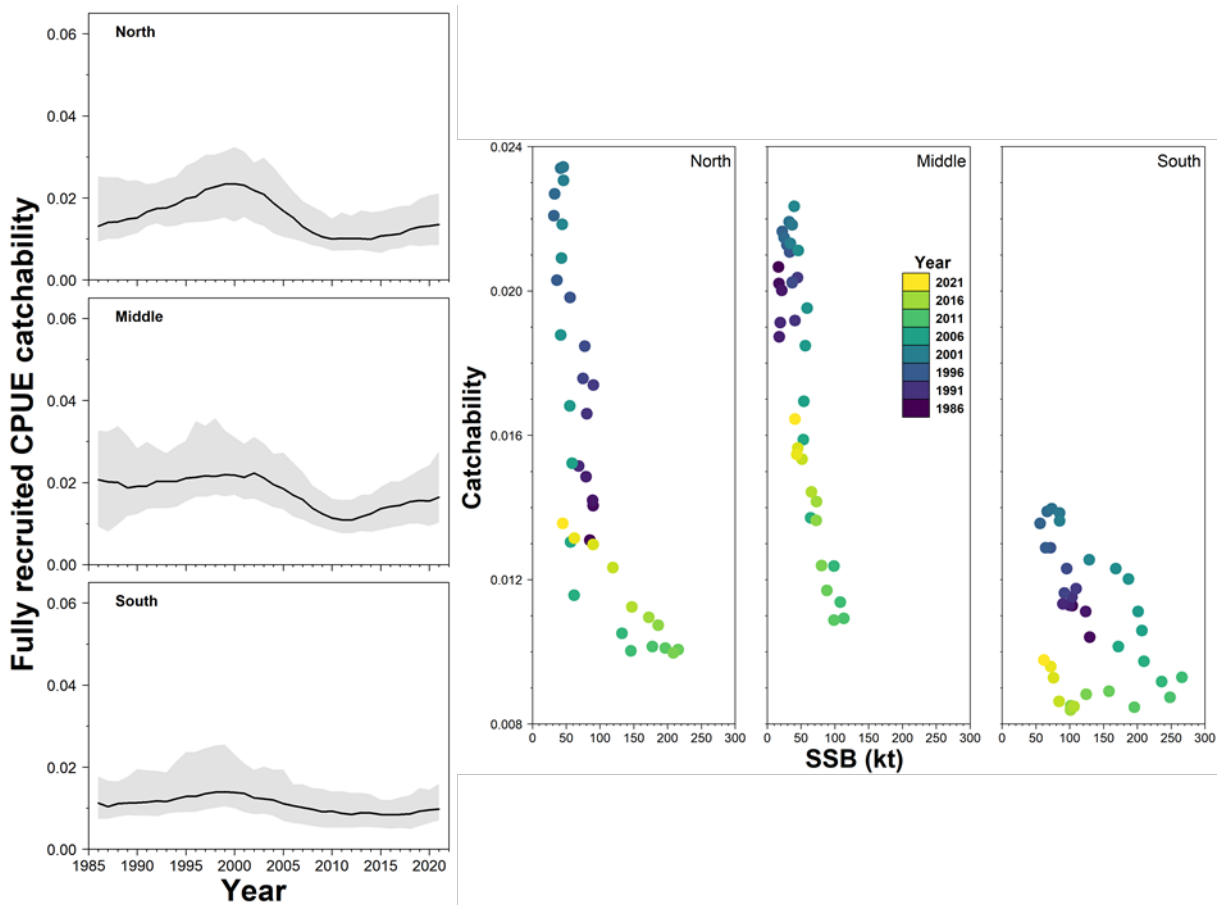 Fully recruited CPUE catchability
North
0.06
0.04
0.02
0.00
Middle
0.06
0.04
0.02
0.00
South
0.06
0.04
0.02
0.00
1985 1990 1995 2000 2005 2010 2015 2020
Year
Catchability
0.024
0.020
0.016
0.012
0.008
North
0 50 100 150 200 250 300
Middle
Year
2021
2016
2011
2006
2001
1996
1991
1986
0 50 100 150 200 250 300
South
0 50 100 150 200 250 300
SSB (kt)